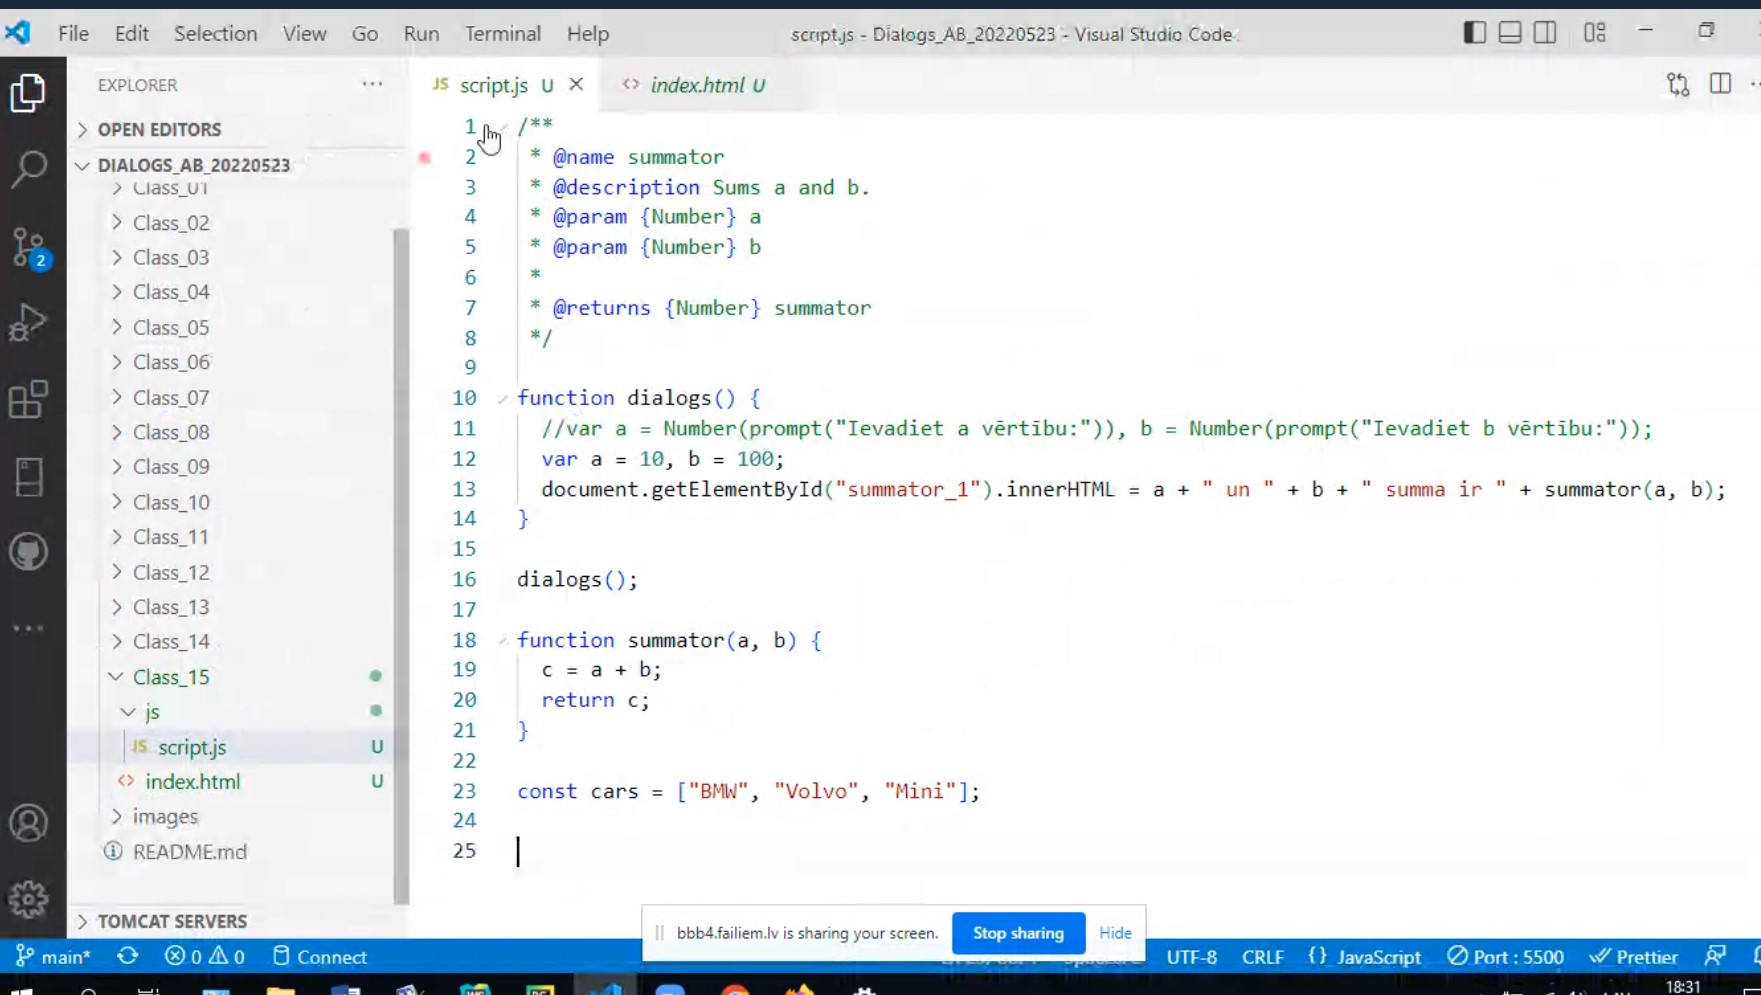 File Edit Selection View Go Run Terminal Help script.js - Dialogs_AB_20220523 - Visual Studio Code
EXPLORER ...
OPEN EDITORS
DIALOGS_AB_20220523
Class_01
Class_02
Class_03
Class_04
Class_05
Class_06
Class_07
Class_08
Class_09
Class_10
Class_11
Class_12
Class_13
Class_14
Class_15
js
JS script.js U
<> index.html U
images
README.md
TOMCAT SERVERS
2
JS script.js U × <> index.html U
1 /**
2 * @name summator
3 * @description Sums a and b.
4 * @param {Number} a
5 * @param {Number} b
6 *
7 * @returns {Number} summator
8 */
9
10 function dialogs() {
11 //var a = Number(prompt("Ievadiet a vērtību:")), b = Number(prompt("Ievadiet b vērtību:"));
12 var a = 10, b = 100;
13 document.getElementById("summator_1").innerHTML = a + " un " + b + " summa ir " + summator(a, b);
14 }
15
16 dialogs();
17
18 function summator(a, b) {
19 c = a + b;
20 return c;
21 }
22
23 const cars = ["BMW", "Volvo", "Mini"];
24
25
bbb4.failiem.lv is sharing your screen. Stop sharing Hide
main* 0 0 Connect UTF-8 CRLF {} JavaScript Port : 5500 Prettier
18:31